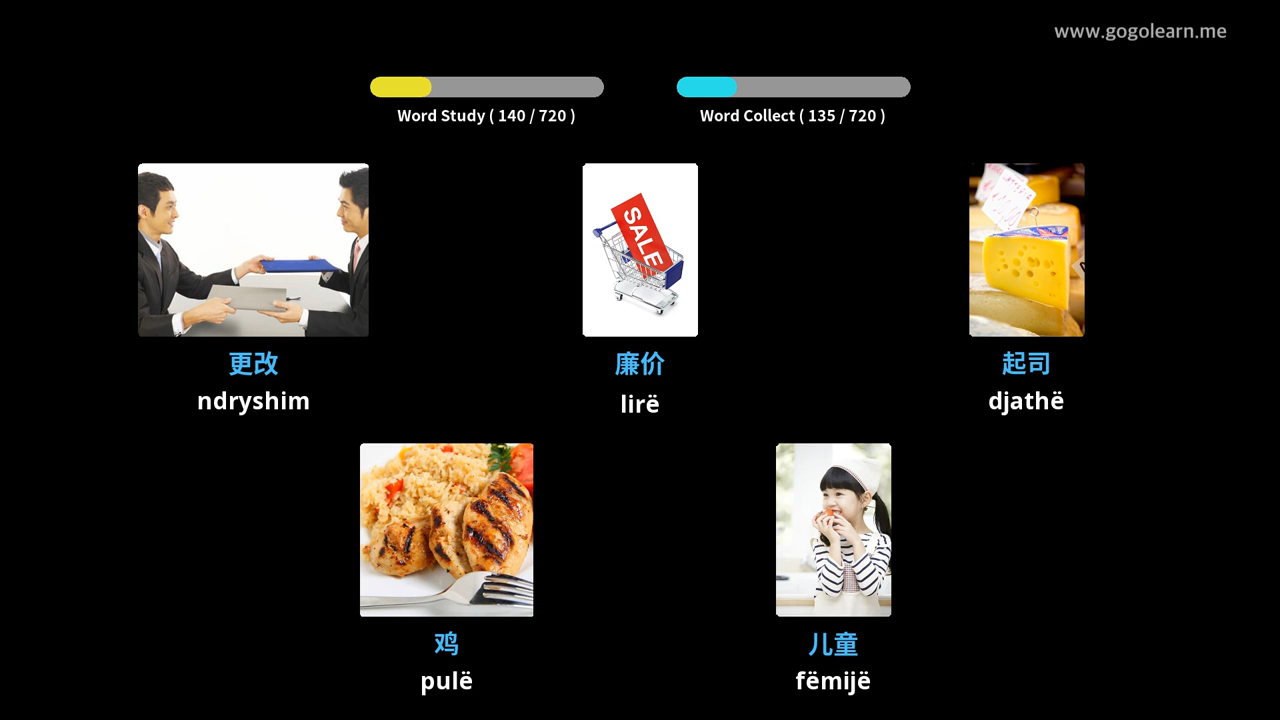 www.gogolearn.me
Word Study ( 140 / 720 )
Word Collect ( 135 / 720 )
SALE
更改
ndryshim
廉价
lirë
起司
djathë
鸡
pulë
儿童
fëmijë